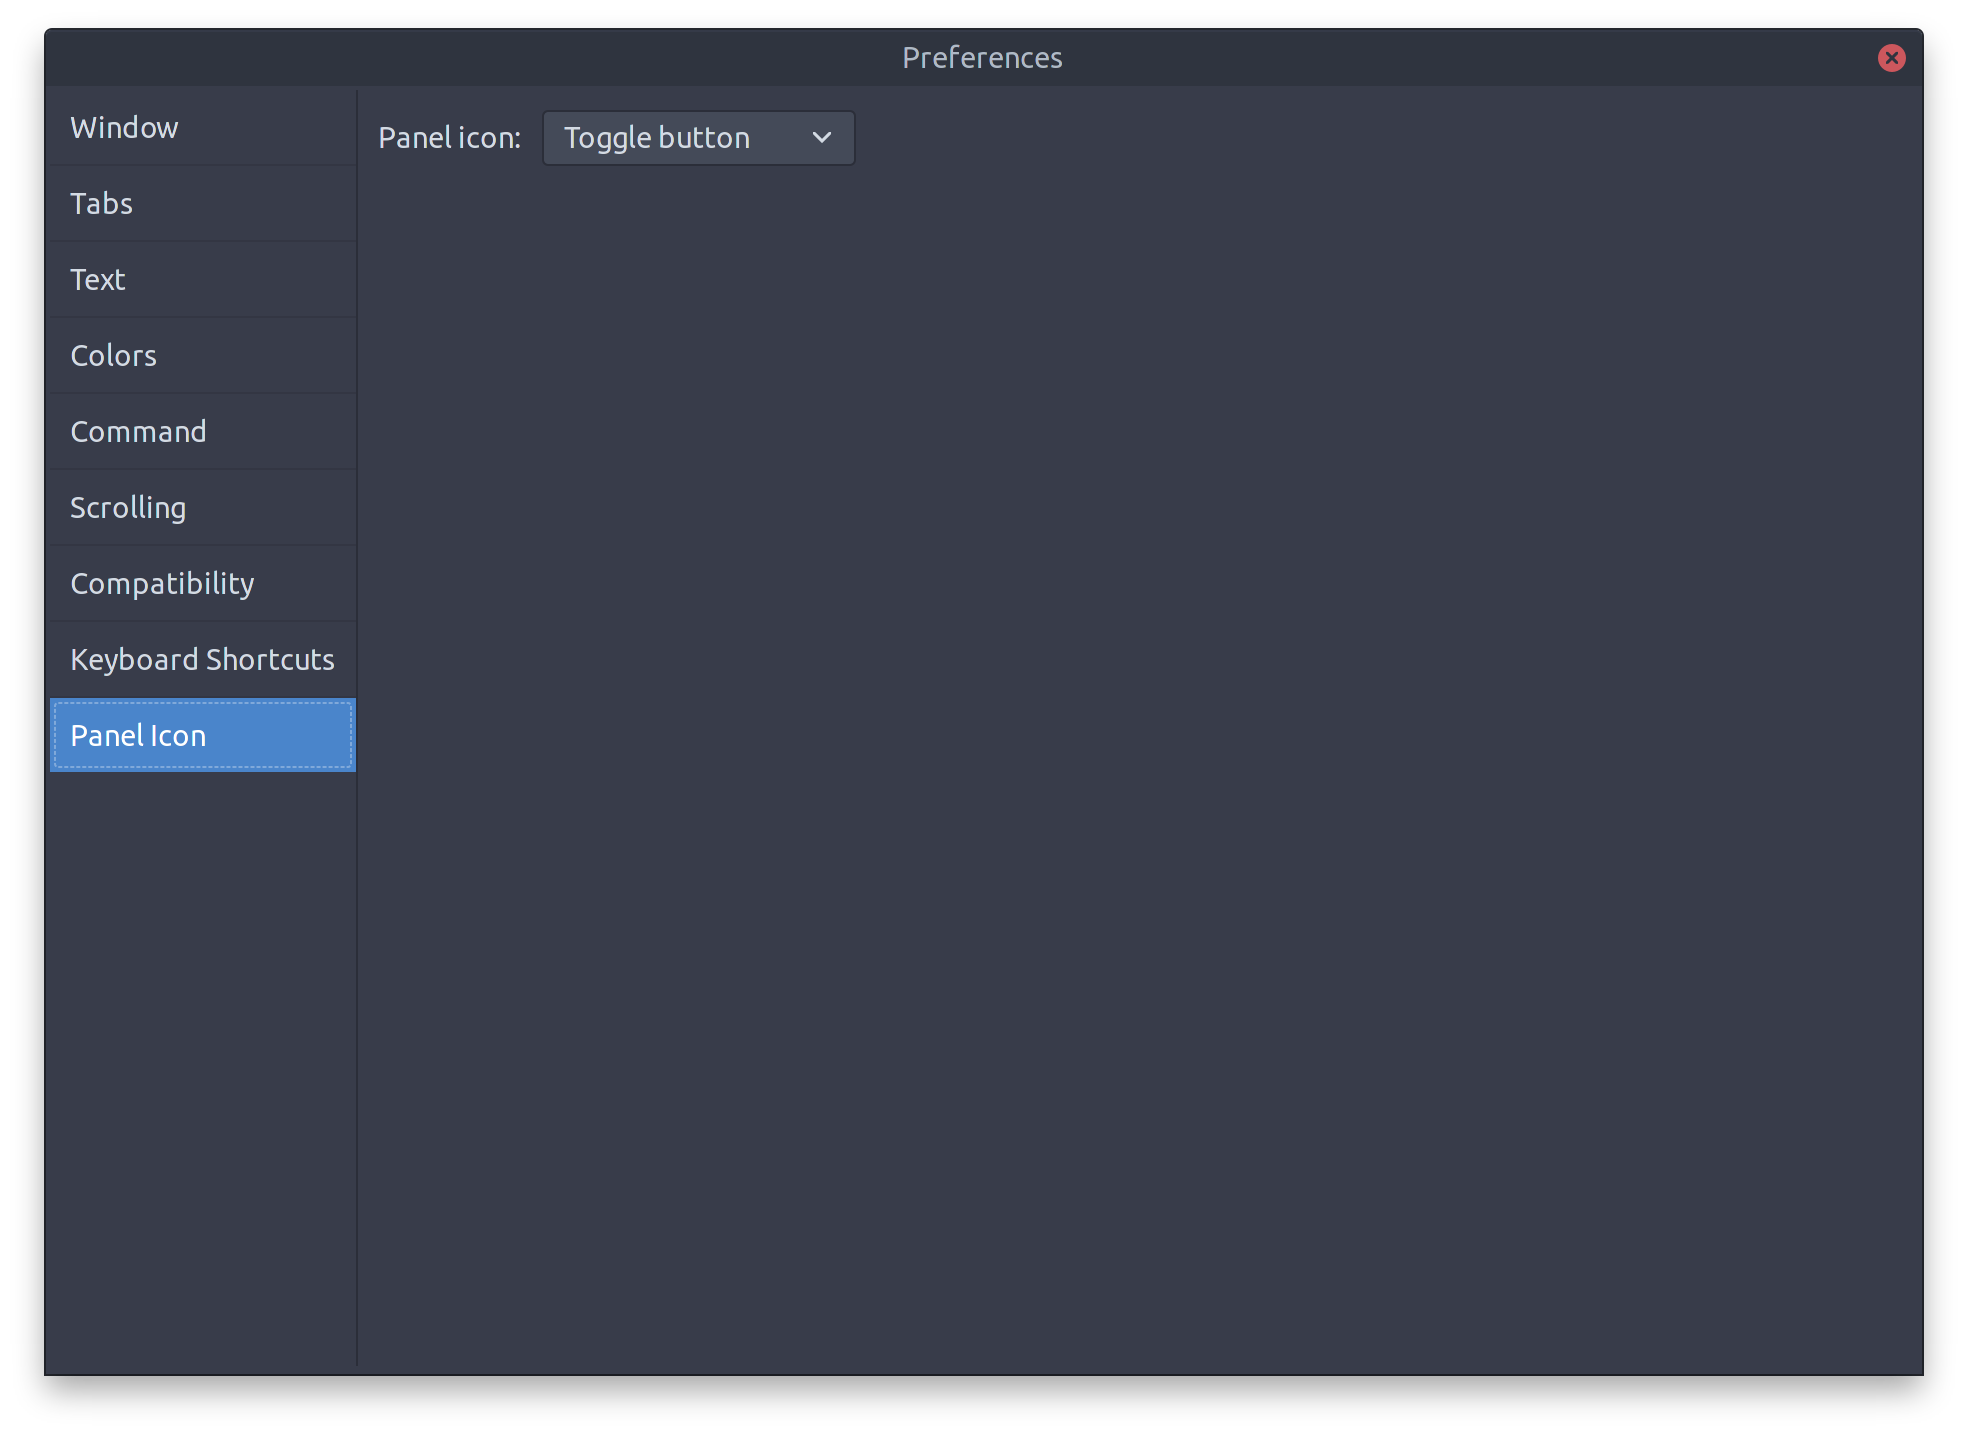 Preferences
Window
Tabs
Text
Colors
Command
Scrolling
Compatibility
Keyboard Shortcuts
Panel Icon
Panel icon: Toggle button